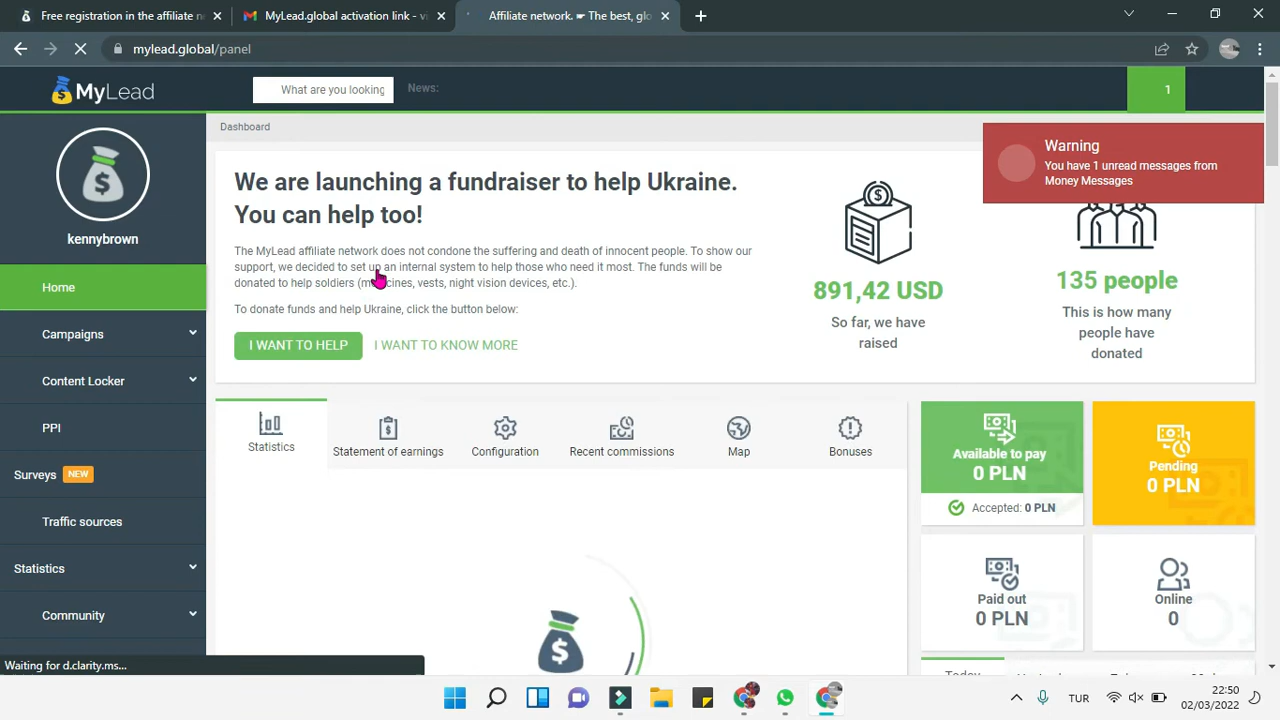 Free registration in the affiliate n
MyLead.global activation link - vi
Affiliate network. ☛ The best, glo
mylead.global/panel
MyLead
What are you looking
News:
1
Dashboard
Warning
You have 1 unread messages from
Money Messages
kennybrown
Home
Campaigns
Content Locker
PPI
Surveys NEW
Traffic sources
Statistics
Community
We are launching a fundraiser to help Ukraine.
You can help too!
The MyLead affiliate network does not condone the suffering and death of innocent people. To show our
support, we decided to set up an internal system to help those who need it most. The funds will be
donated to help soldiers (medicines, vests, night vision devices, etc.).
To donate funds and help Ukraine, click the button below:
I WANT TO HELP
I WANT TO KNOW MORE
891,42 USD
So far, we have
raised
135 people
This is how many
people have
donated
Statistics
Statement of earnings
Configuration
Recent commissions
Map
Bonuses
Available to pay
0 PLN
Accepted: 0 PLN
Pending
0 PLN
Paid out
0 PLN
Online
0
Today
Waiting for d.clarity.ms...
TUR
22:50
02/03/2022